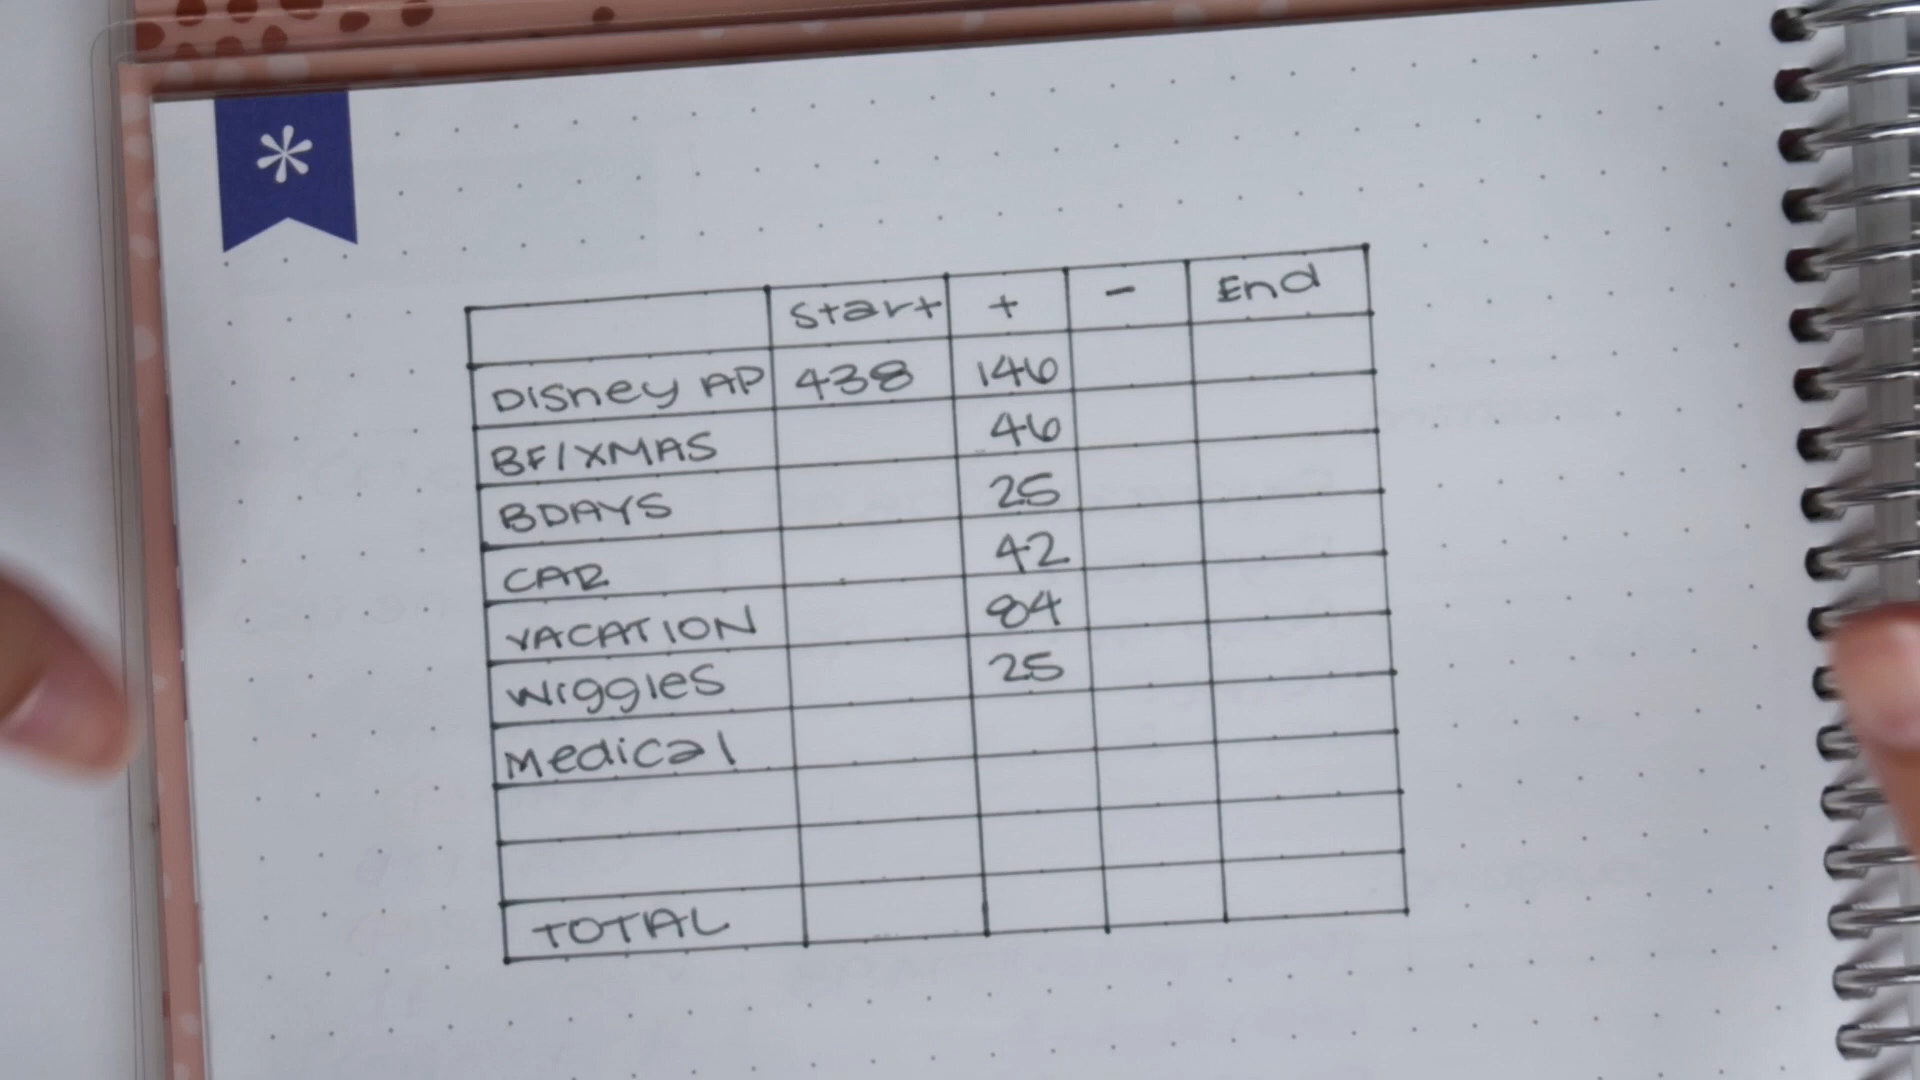 *
Start + - End
DISney AP 438 146
BF/XMAS 46
BDAYS 25
CAR 42
VACATION 84
WIggles 25
Medical
TOTAL